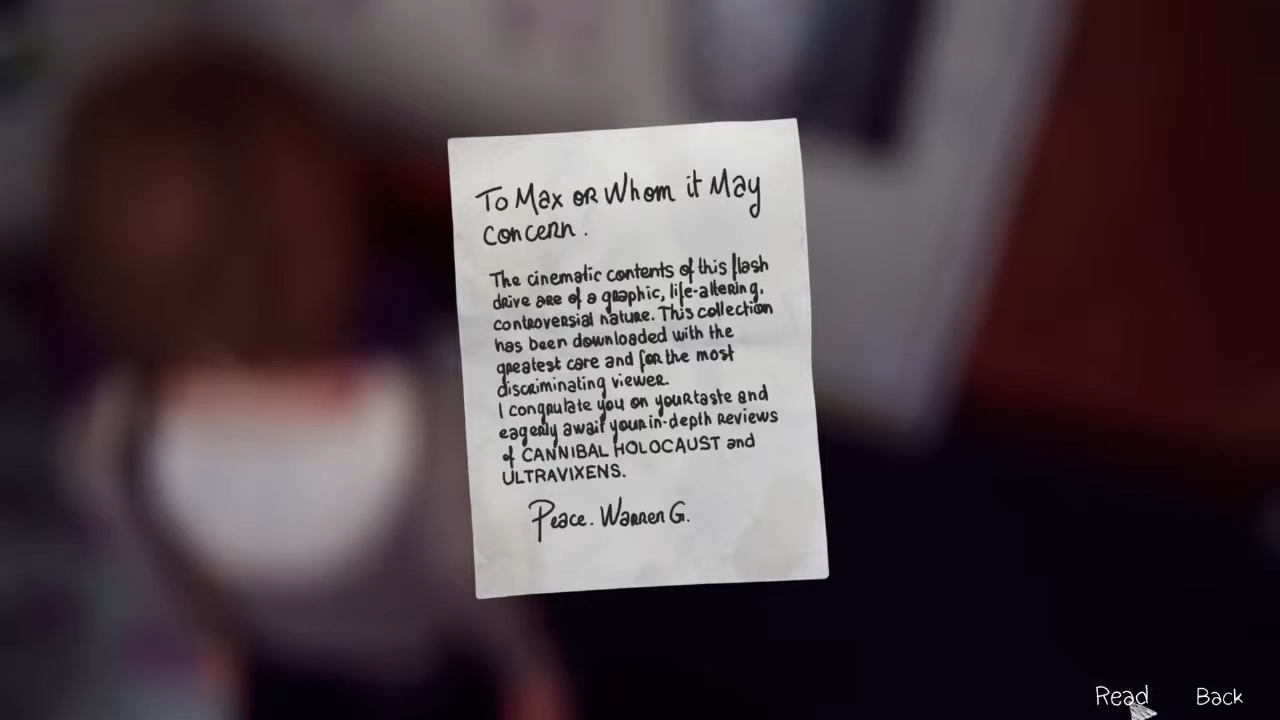 To Max or Whom it May
Concern.
The cinematic contents of this flash
drive are of a graphic, life-altering,
controversial nature. This collection
has been downloaded with the
greatest care and for the most
discriminating viewer.
I congrulate you on your taste and
eagerly await your in-depth reviews
of CANNIBAL HOLOCAUST and
ULTRAVIXENS.
Peace. Warren G.
Read Back